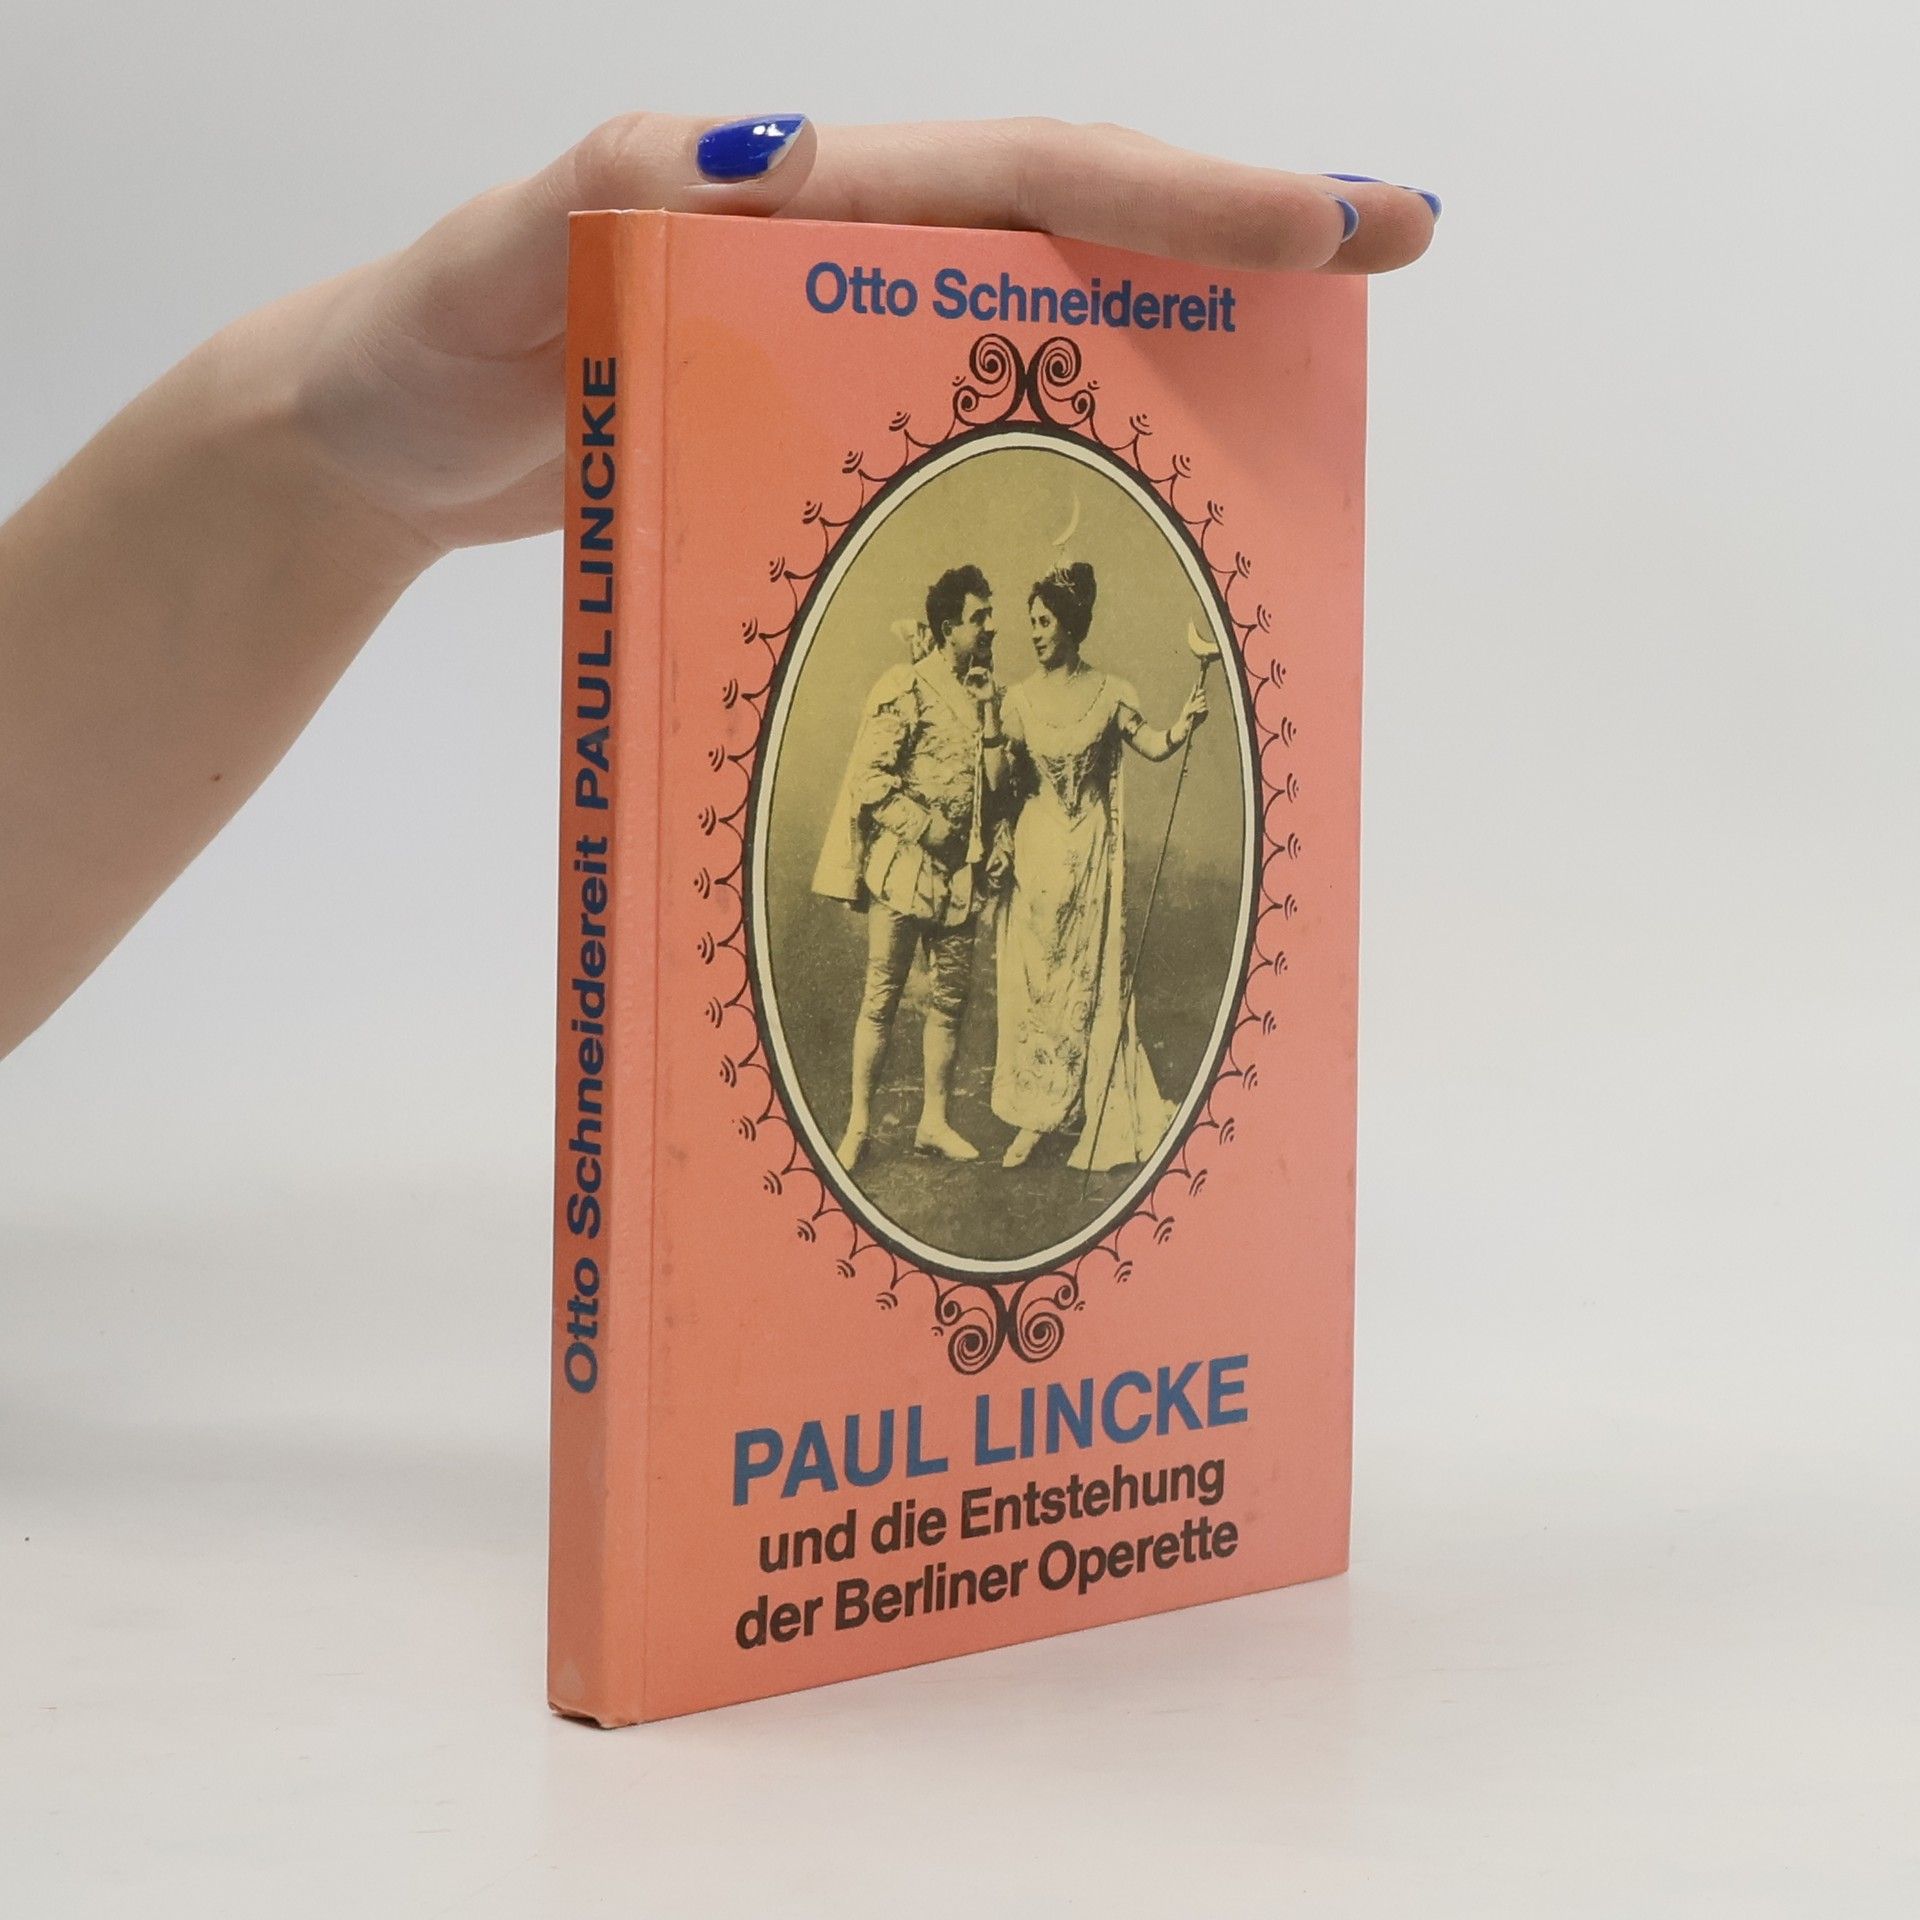 Otto Schneidereit PAUL LINCKE
Otto Schneidereit
PAUL LINCKE
und die Entstehung
der Berliner Operette